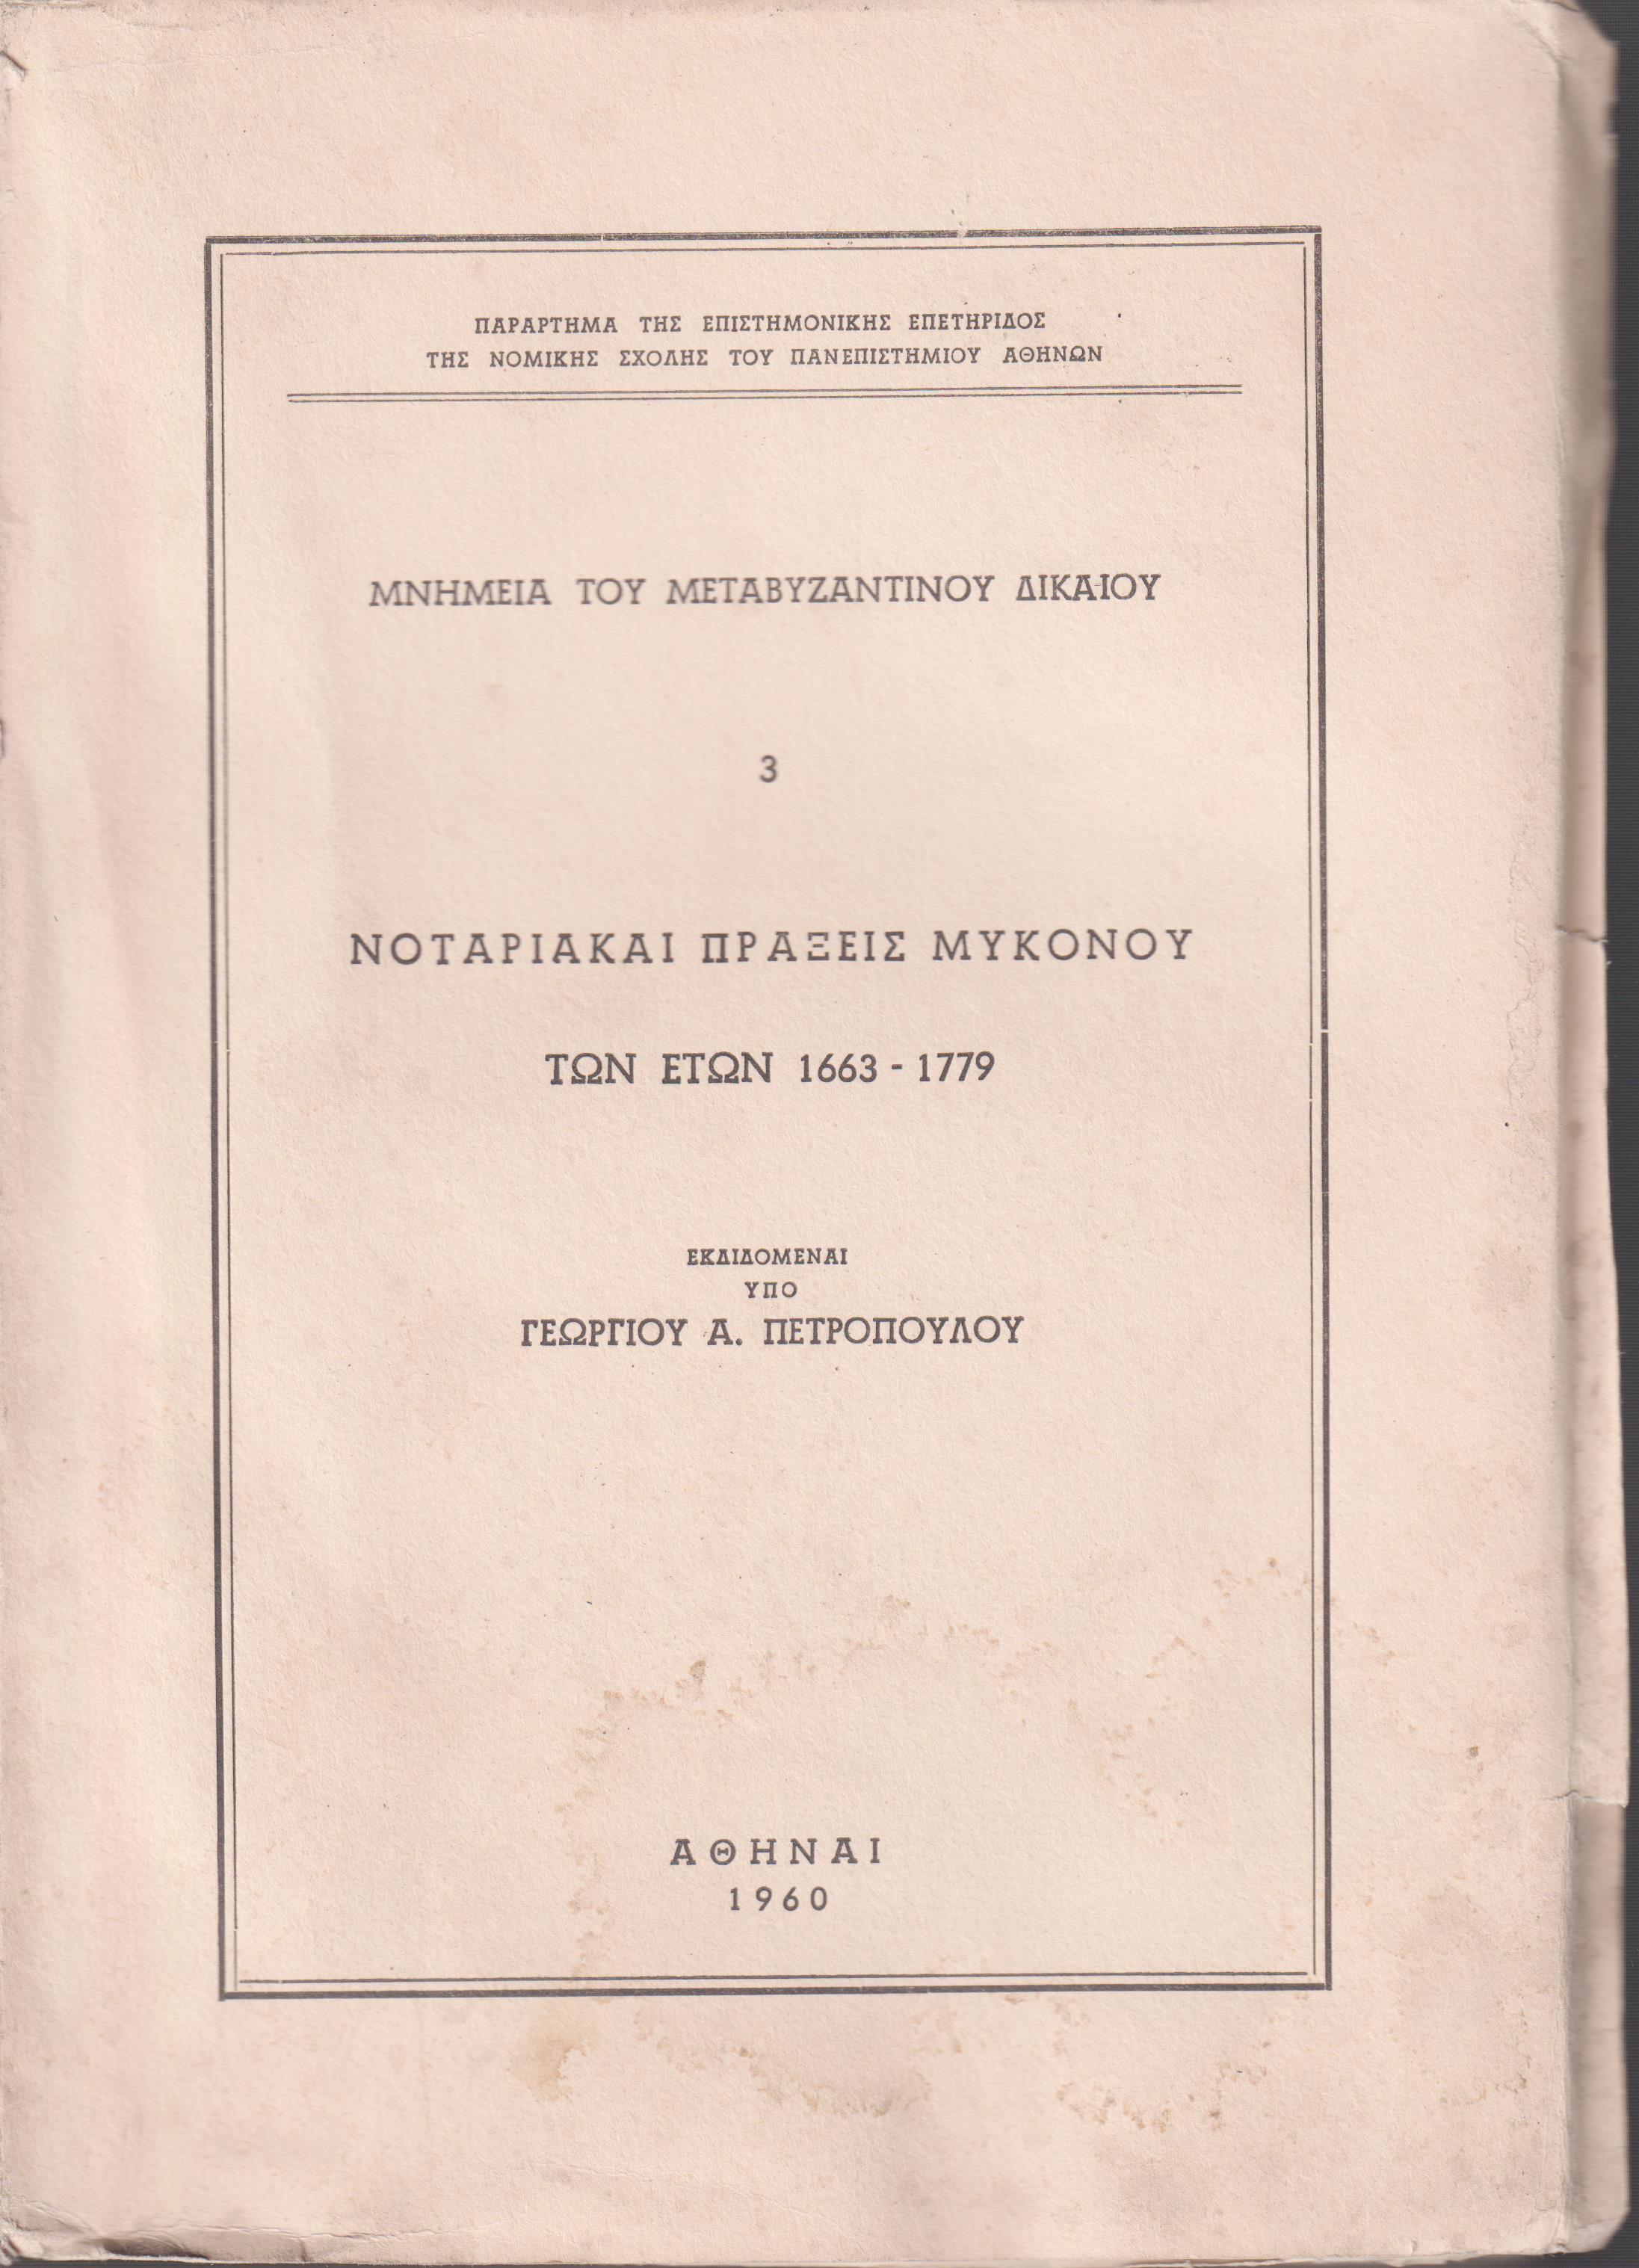 ΠΑΡΑΡΤΗΜΑ ΤΗΣ ΕΠΙΣΤΗΜΟΝΙΚΗΣ ΕΠΕΤΗΡΙΔΟΣ
ΤΗΣ ΝΟΜΙΚΗΣ ΣΧΟΛΗΣ ΤΟΥ ΠΑΝΕΠΙΣΤΗΜΙΟΥ ΑΘΗΝΩΝ
ΜΝΗΜΕΙΑ ΤΟΥ ΜΕΤΑΒΥΖΑΝΤΙΝΟΥ ΔΙΚΑΙΟΥ
3
ΝΟΤΑΡΙΑΚΑΙ ΠΡΑΞΕΙΣ ΜΥΚΟΝΟΥ
ΤΩΝ ΕΤΩΝ 1663 - 1779
ΕΚΔΙΔΟΜΕΝΑΙ
ΥΠΟ
ΓΕΩΡΓΙΟΥ Α. ΠΕΤΡΟΠΟΥΛΟΥ
ΑΘΗΝΑΙ
1960